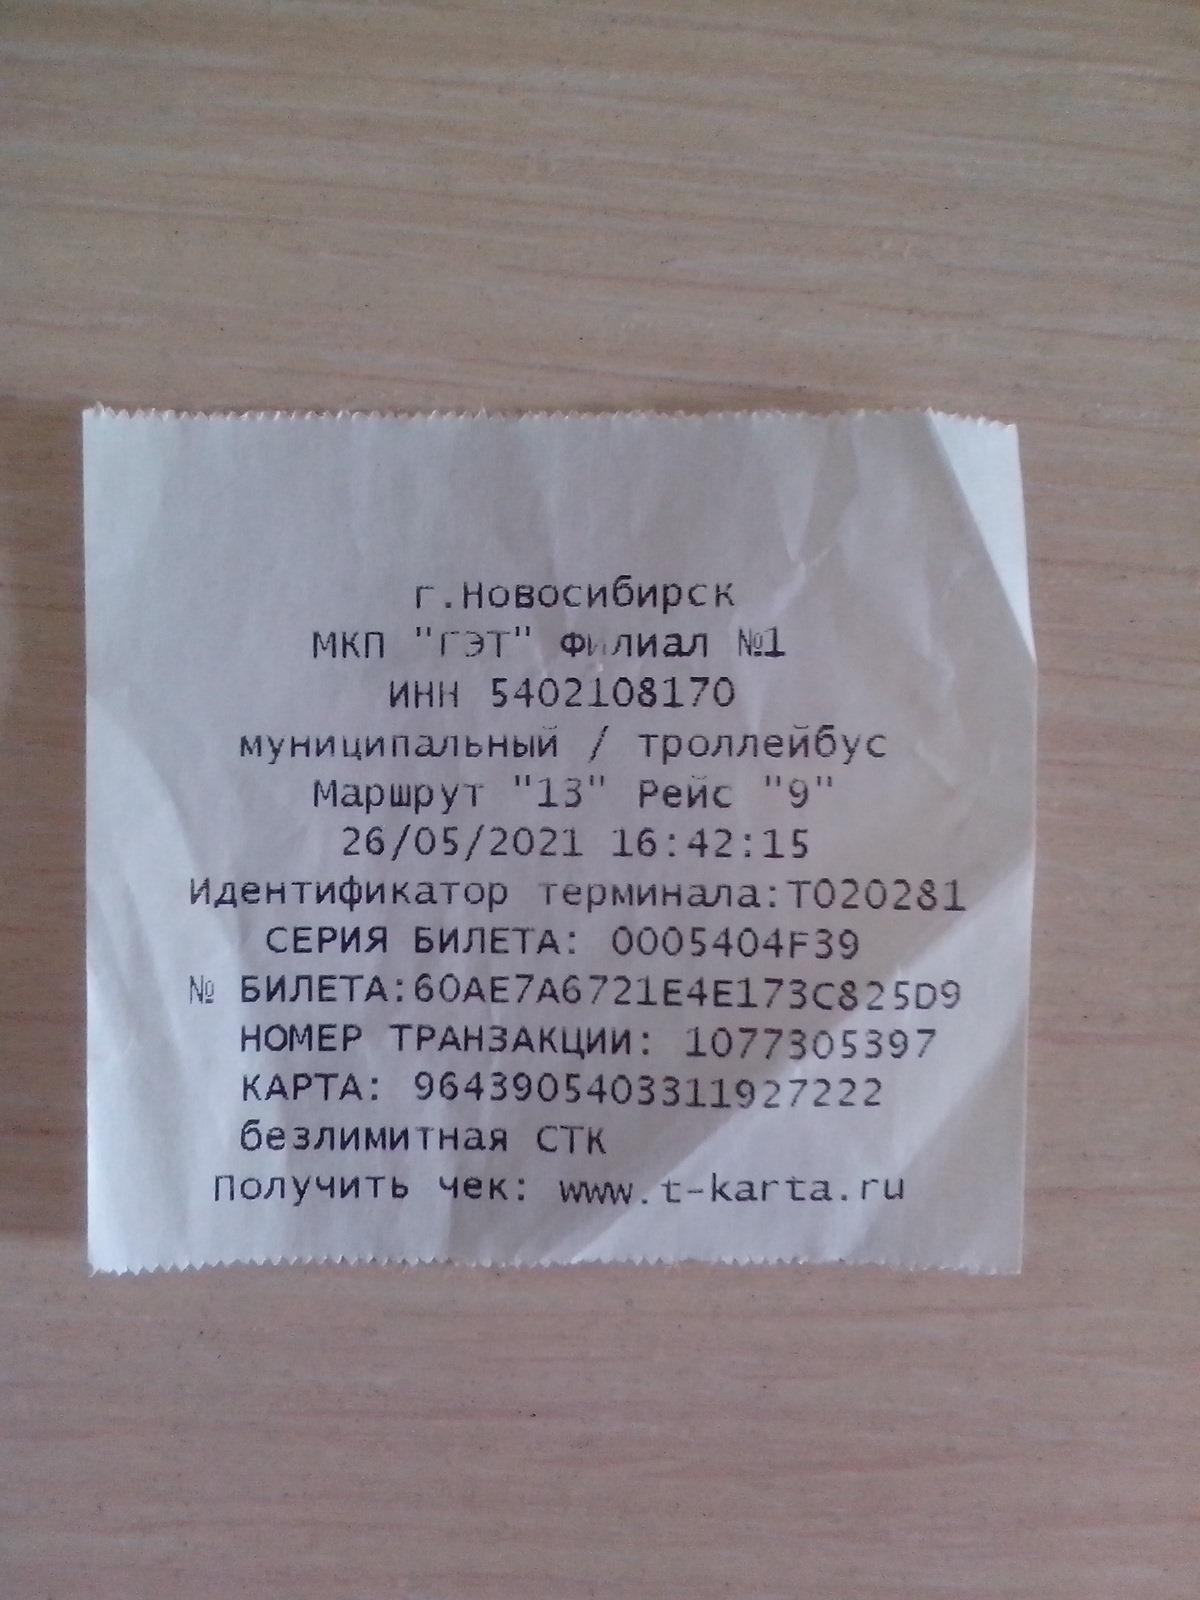 г.Новосибирск
МКП "ГЭТ" Филиал №1
ИНН 5402108170
муниципальный / троллейбус
Маршрут "13" Рейс "9"
26/05/2021 16:42:15
Идентификатор терминала:T020281
СЕРИЯ БИЛЕТА: 0005404F39
№ БИЛЕТА:60AE7A6721E4E173C825D9
НОМЕР ТРАНЗАКЦИИ: 1077305397
КАРТА: 9643905403311927222
безлимитная СТК
Получить чек: www.t-karta.ru